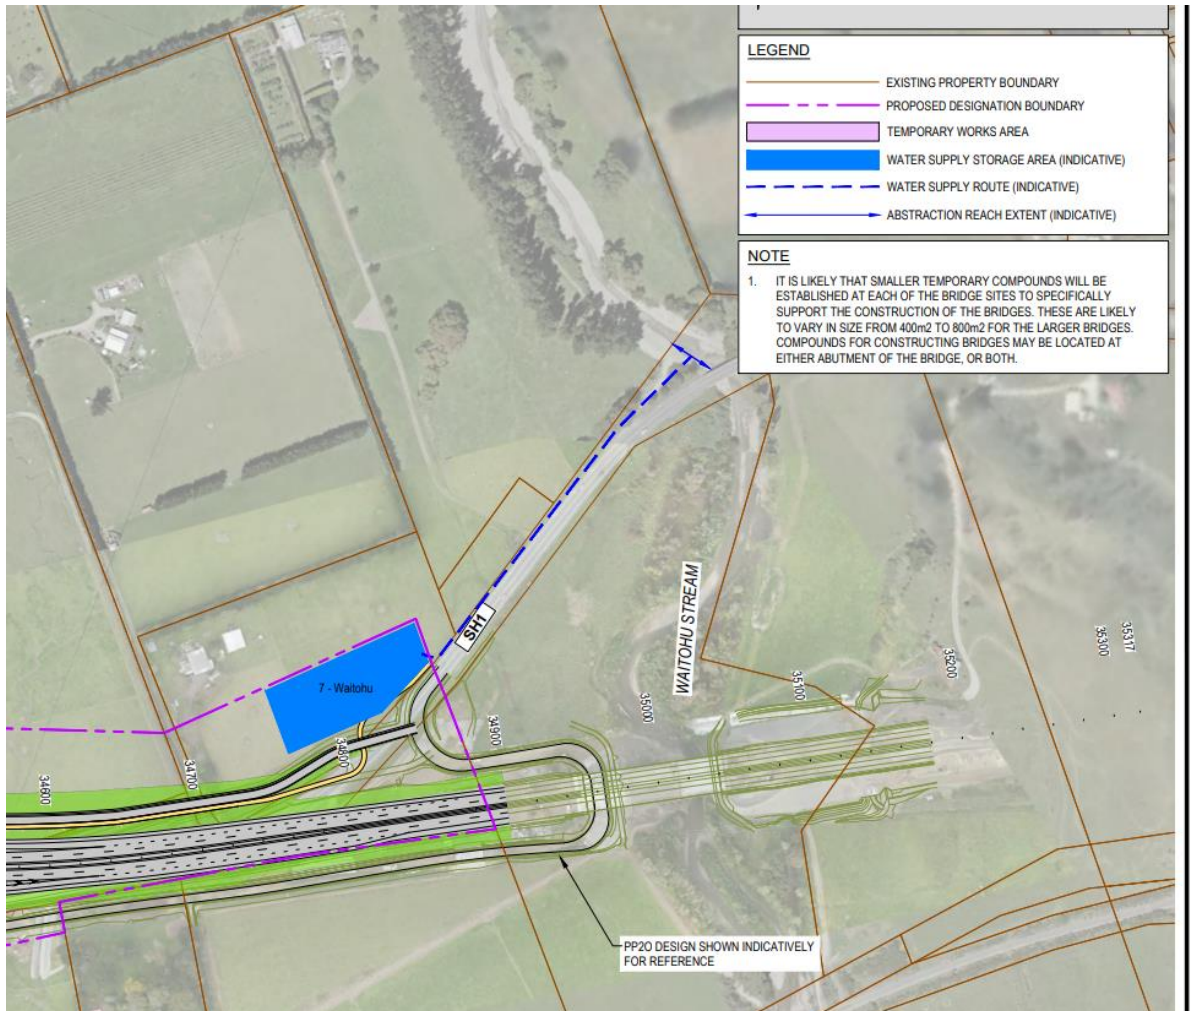 LEGEND
EXISTING PROPERTY BOUNDARY
PROPOSED DESIGNATION BOUNDARY
TEMPORARY WORKS AREA
WATER SUPPLY STORAGE AREA (INDICATIVE)
WATER SUPPLY ROUTE (INDICATIVE)
ABSTRACTION REACH EXTENT (INDICATIVE)
NOTE
1. IT IS LIKELY THAT SMALLER TEMPORARY COMPOUNDS WILL BE
ESTABLISHED AT EACH OF THE BRIDGE SITES TO SPECIFICALLY
SUPPORT THE CONSTRUCTION OF THE BRIDGES. THESE ARE LIKELY
TO VARY IN SIZE FROM 400m2 TO 800m2 FOR THE LARGER BRIDGES.
COMPOUNDS FOR CONSTRUCTING BRIDGES MAY BE LOCATED AT
EITHER ABUTMENT OF THE BRIDGE, OR BOTH.
SH1
WAITOHU STREAM
7 - Waitohu
34600
34700
34800
34900
35000
35100
35200
35300
35317
PP2O DESIGN SHOWN INDICATIVELY
FOR REFERENCE